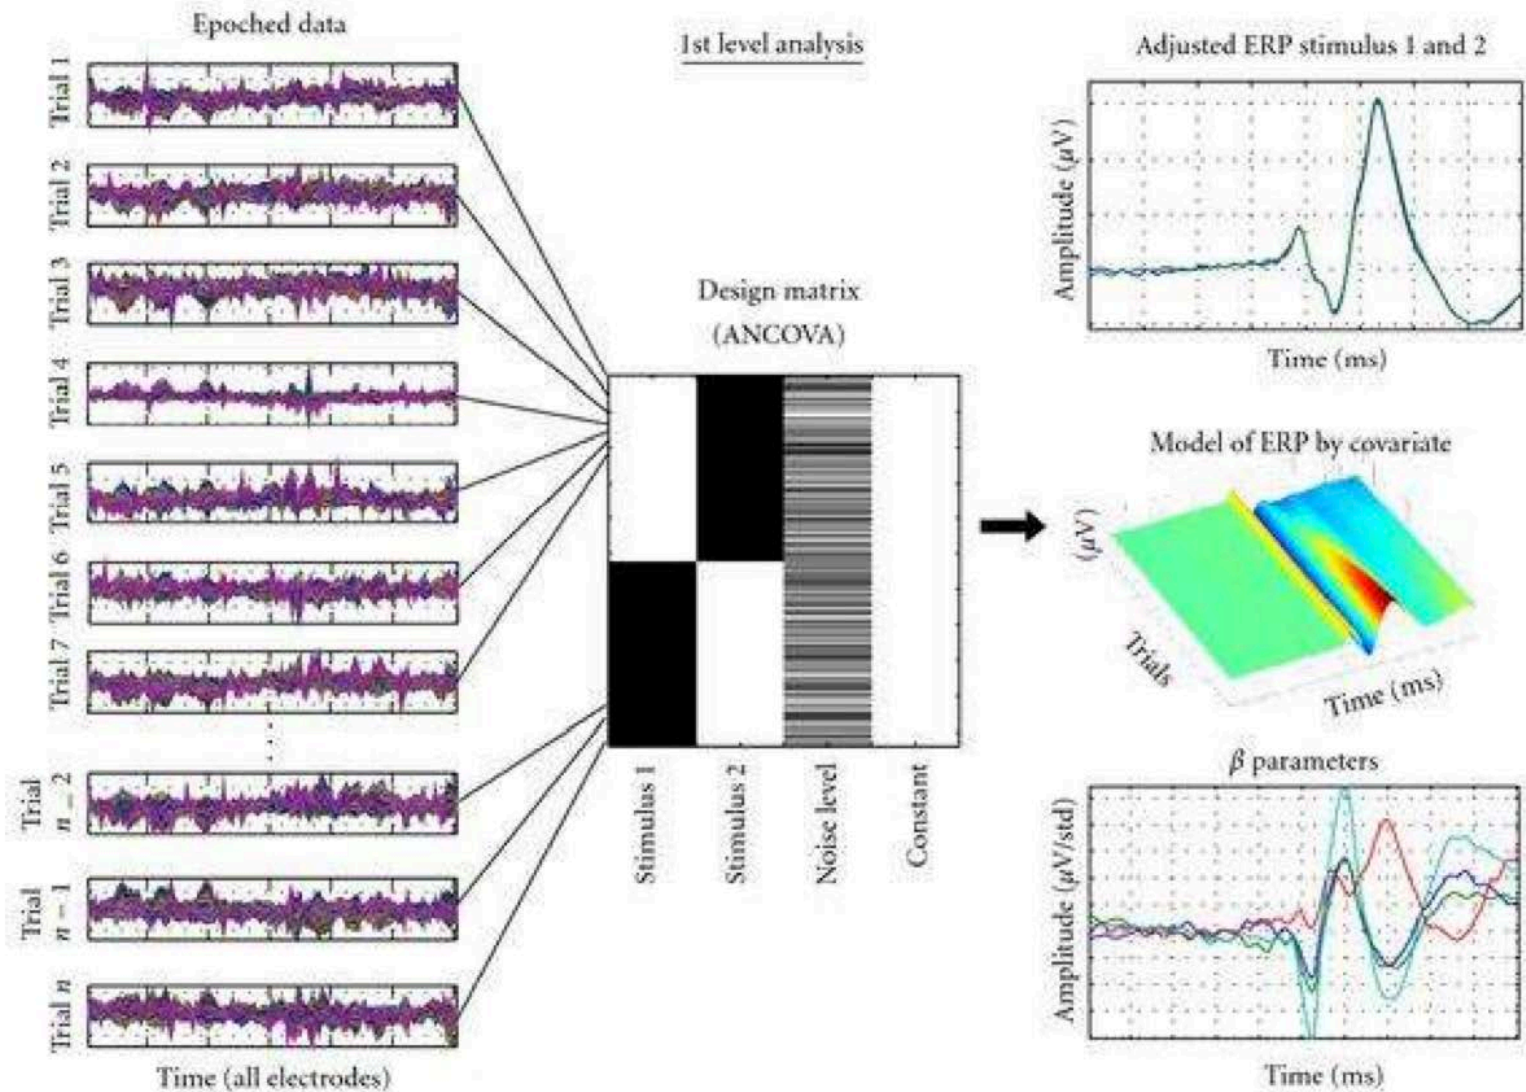 Epoched data
Trial 1
Trial 2
Trial 3
Trial 4
Trial 5
Trial 6
Trial 7
Trial
n − 2
Trial
n − 1
Trial n
Time (all electrodes)
1st level analysis
Design matrix
(ANCOVA)
Stimulus 1
Stimulus 2
Noise level
Constant
Adjusted ERP stimulus 1 and 2
Amplitude (μV)
Time (ms)
Model of ERP by covariate
(μV)
Trials
Time (ms)
β parameters
Amplitude (μV/std)
Time (ms)